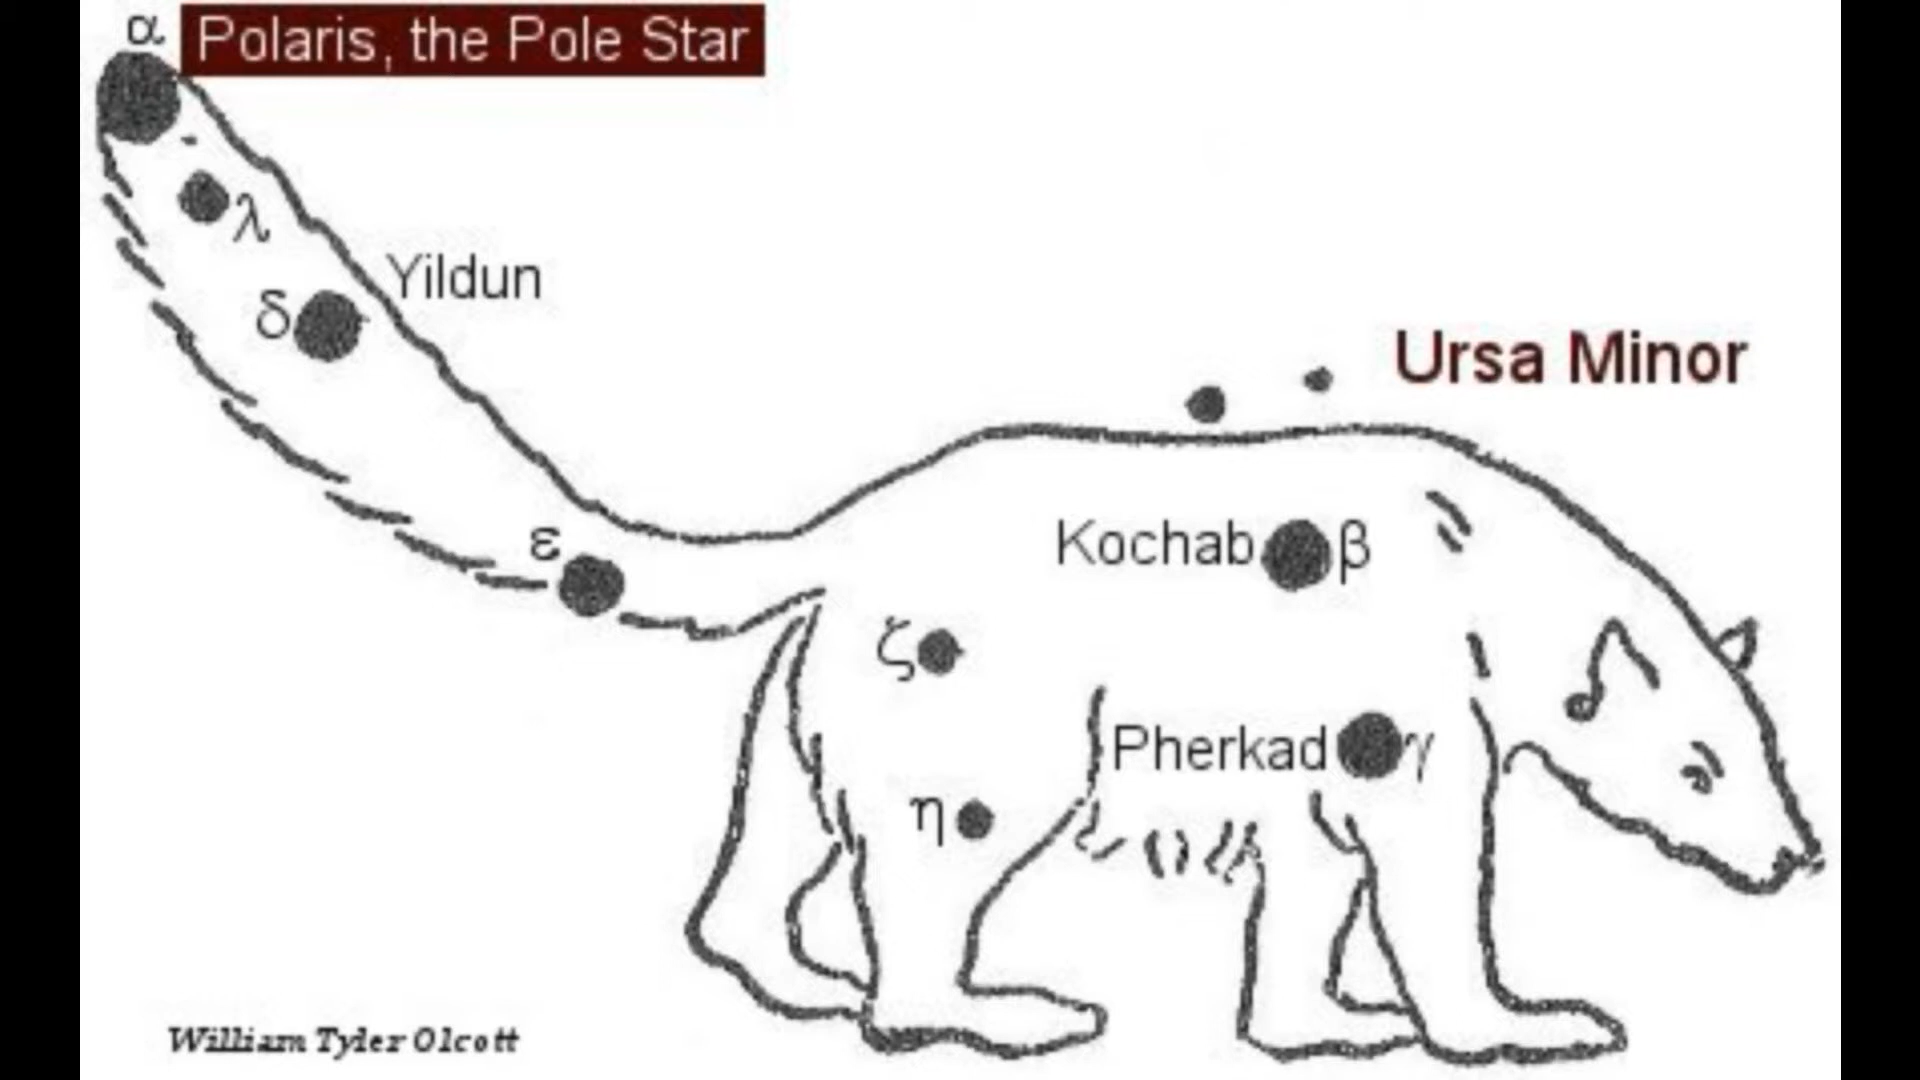 α Polaris, the Pole Star
λ
Yildun
δ
Ursa Minor
ε
Kochab β
ζ
Pherkad γ
η
William Tyler Olcott